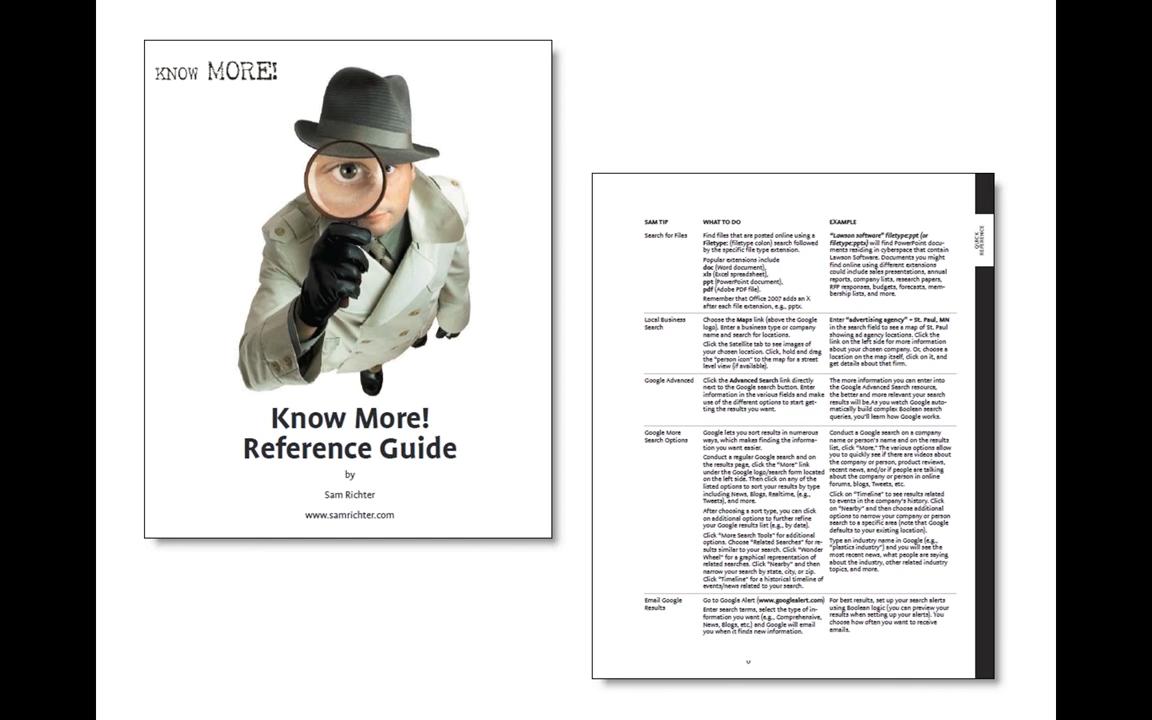 KNOW MORE!
Know More!
Reference Guide
by
Sam Richter
www.samrichter.com
QUICK
REFERENCE
SAM TIP WHAT TO DO EXAMPLE
Search for Files
Find files that are posted online using a
Filetype: (filetype colon) search followed
by the specific file type extension.
Popular extensions include
doc (Word document),
xls (Excel spreadsheet),
ppt (PowerPoint document),
pdf (Adobe PDF file).
Remember that Office 2007 adds an X
after each file extension, e.g., pptx.
"Lawson software" filetype:ppt (or
filetype:pptx) will find PowerPoint docu-
ments residing in cyberspace that contain
Lawson Software. Documents you might
find online using different extensions
could include sales presentations, annual
reports, company lists, research papers,
RFP responses, budgets, forecasts, mem-
bership lists, and more.
Local Business
Search
Choose the Maps link (above the Google
logo). Enter a business type or company
name and search for locations.
Click the Satellite tab to see images of
your chosen location. Click, hold and drag
the "person icon" to the map for a street
level view (if available).
Enter "advertising agency" + St. Paul, MN
in the search field to see a map of St. Paul
showing ad agency locations. Click the
link on the left side for more information
about your chosen company. Or, choose a
location on the map itself, click on it, and
get details about that firm.
Google Advanced
Click the Advanced Search link directly
next to the Google search button. Enter
information in the various fields and make
use of the different options to start get-
ting the results you want.
The more information you can enter into
the Google Advanced Search resource,
the better and more relevant your search
results will be.As you watch Google auto-
matically build complex Boolean search
queries, you'll learn how Google works.
Google More
Search Options
Google lets you sort results in numerous
ways, which makes finding the informa-
tion you want easier.
Conduct a regular Google search and on
the results page, click the "More" link
under the Google logo/search form located
on the left side. Then click on any of the
listed options to sort your results by type
including News, Blogs, Realtime, (e.g.,
Tweets), and more.
After choosing a sort type, you can click
on additional options to further refine
your Google results list (e.g., by date).
Click "More Search Tools" for additional
options. Choose "Related Searches" for re-
sults similar to your search. Click "Wonder
Wheel" for a graphical representation of
related searches. Click "Nearby" and then
narrow your search by state, city, or zip.
Click "Timeline" for a historical timeline of
events/news related to your search.
Conduct a Google search on a company
name or person's name and on the results
list, click "More." The various options allow
you to quickly see if there are videos about
the company or person, product reviews,
recent news, and/or if people are talking
about the company or person in online
forums, blogs, Tweets, etc.
Click on "Timeline" to see results related
to events in the company's history. Click
on "Nearby" and then choose additional
options to narrow your company or person
search to a specific area (note that Google
defaults to your existing location).
Type an industry name in Google (e.g.,
"plastics industry") and you will see the
most recent news, what people are saying
about the industry, other related industry
topics, and more.
Email Google
Results
Go to Google Alert (www.googlealert.com)
Enter search terms, select the type of in-
formation you want (e.g., Comprehensive,
News, Blogs, etc.) and Google will email
you when it finds new information.
For best results, set up your search alerts
using Boolean logic (you can preview your
results when setting up your alerts). You
choose how often you want to receive
emails.